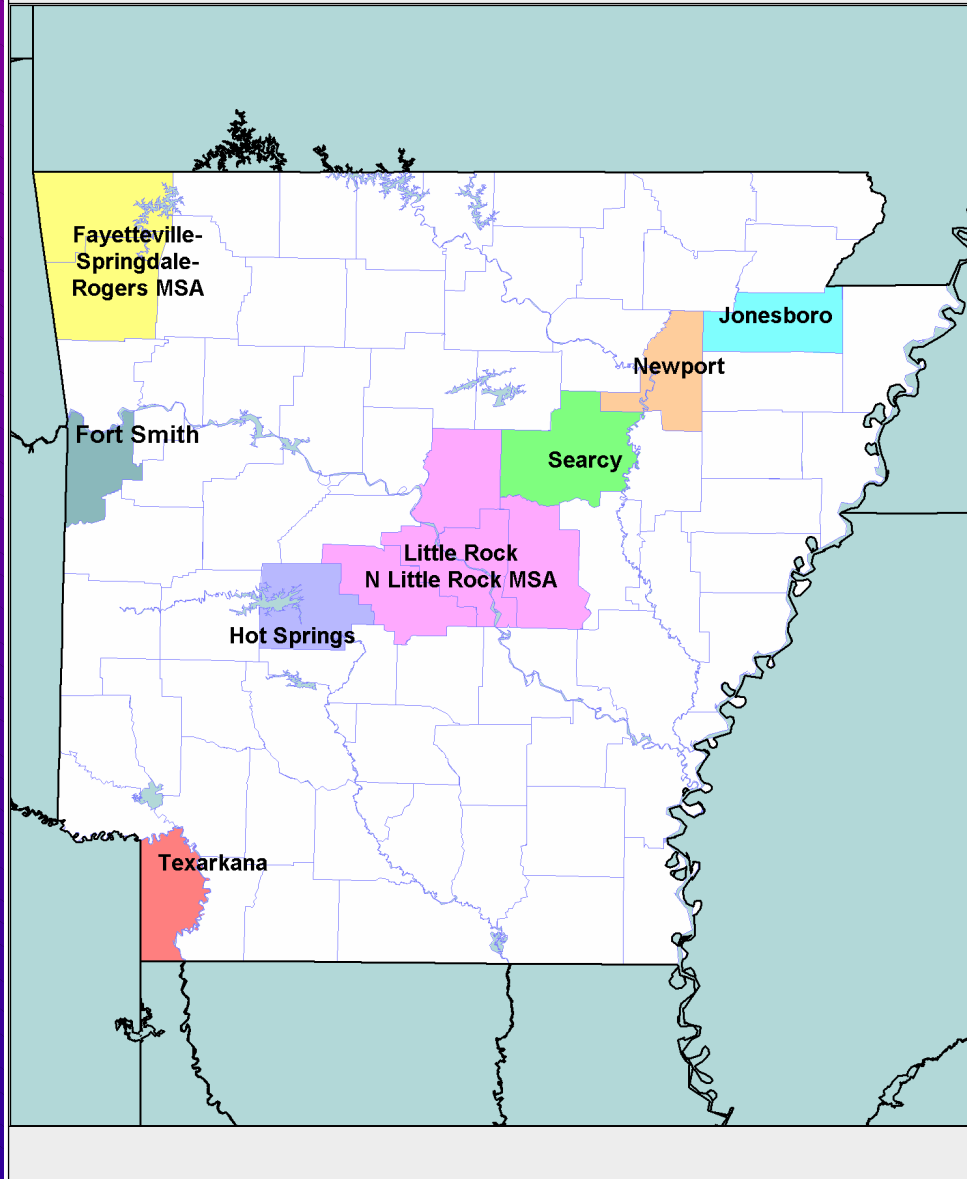 Fayetteville-
Springdale-
Rogers MSA
Jonesboro
Newport
Fort Smith
Searcy
Little Rock
N Little Rock MSA
Hot Springs
Texarkana